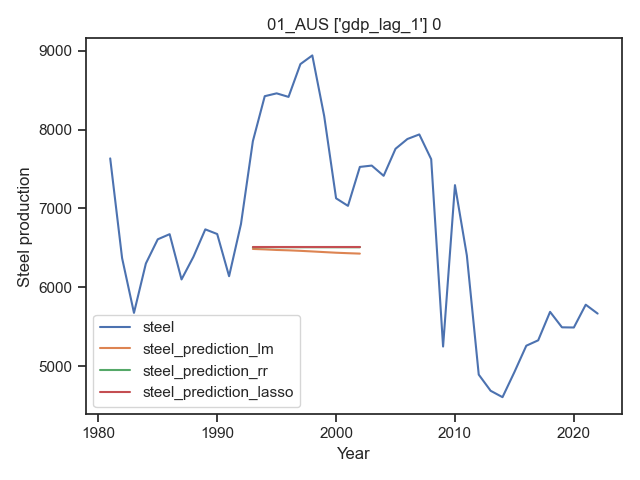 01_AUS ['gdp_lag_1'] 0
Steel production
9000
8000
7000
6000
5000
steel
steel_prediction_lm
steel_prediction_rr
steel_prediction_lasso
1980
1990
2000
2010
2020
Year